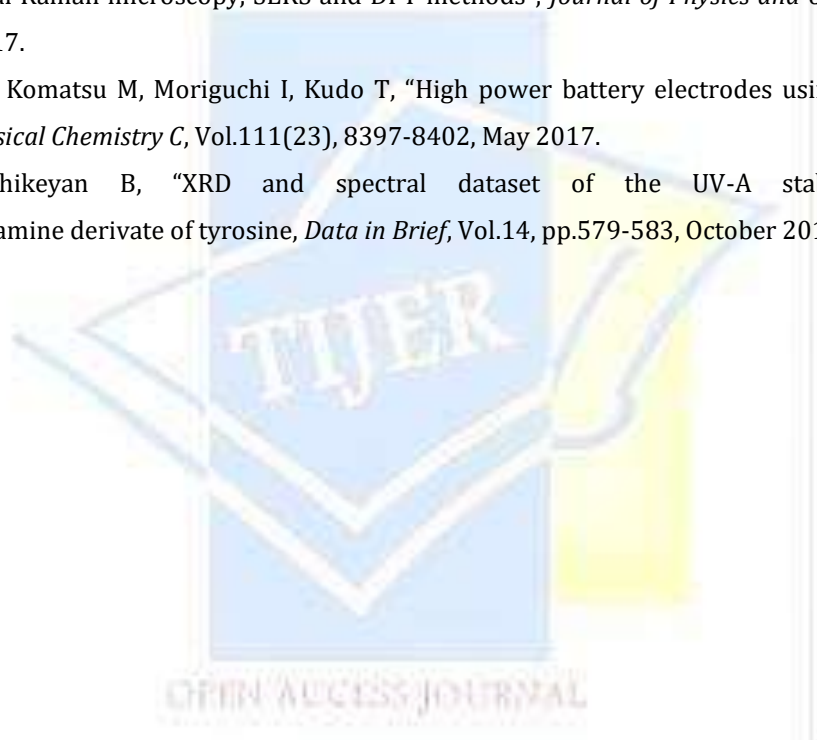 Raman microscopy, SERS and DFT methods", Journal of Physics and
17.
Komatsu M, Moriguchi I, Kudo T, “High power battery electrodes usi
sical Chemistry C, Vol.111(23), 8397-8402, May 2017.
hikeyan B, “XRD and spectral dataset of the UV-A sta
amine derivate of tyrosine, Data in Brief, Vol.14, pp.579-583, October 201
TIJER
OPEN ACCESS JOURNAL